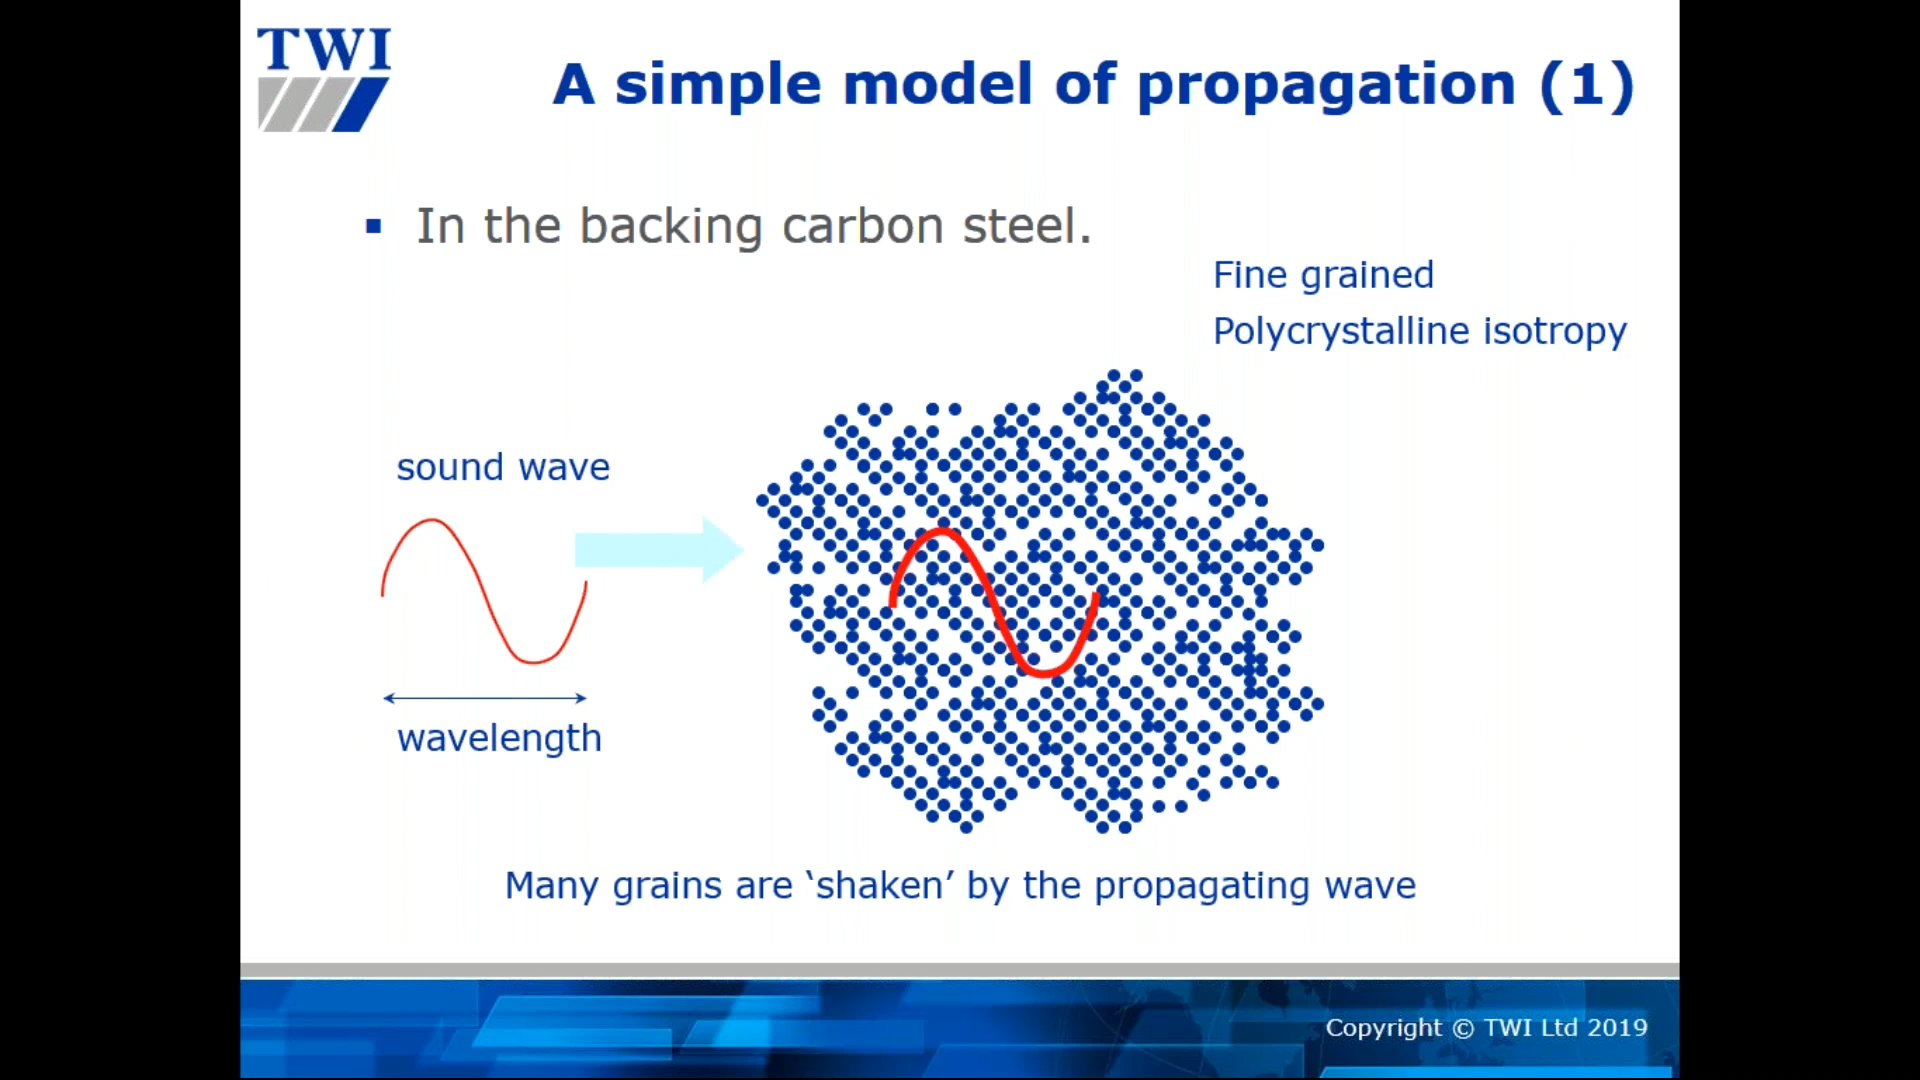 TWI
A simple model of propagation (1)
In the backing carbon steel.
Fine grained
Polycrystalline isotropy
sound wave
wavelength
Many grains are ‘shaken’ by the propagating wave
Copyright © TWI Ltd 2019